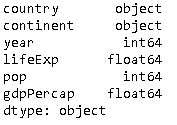 country       object
continent     object
year           int64
lifeExp      float64
pop            int64
gdpPercap    float64
dtype: object